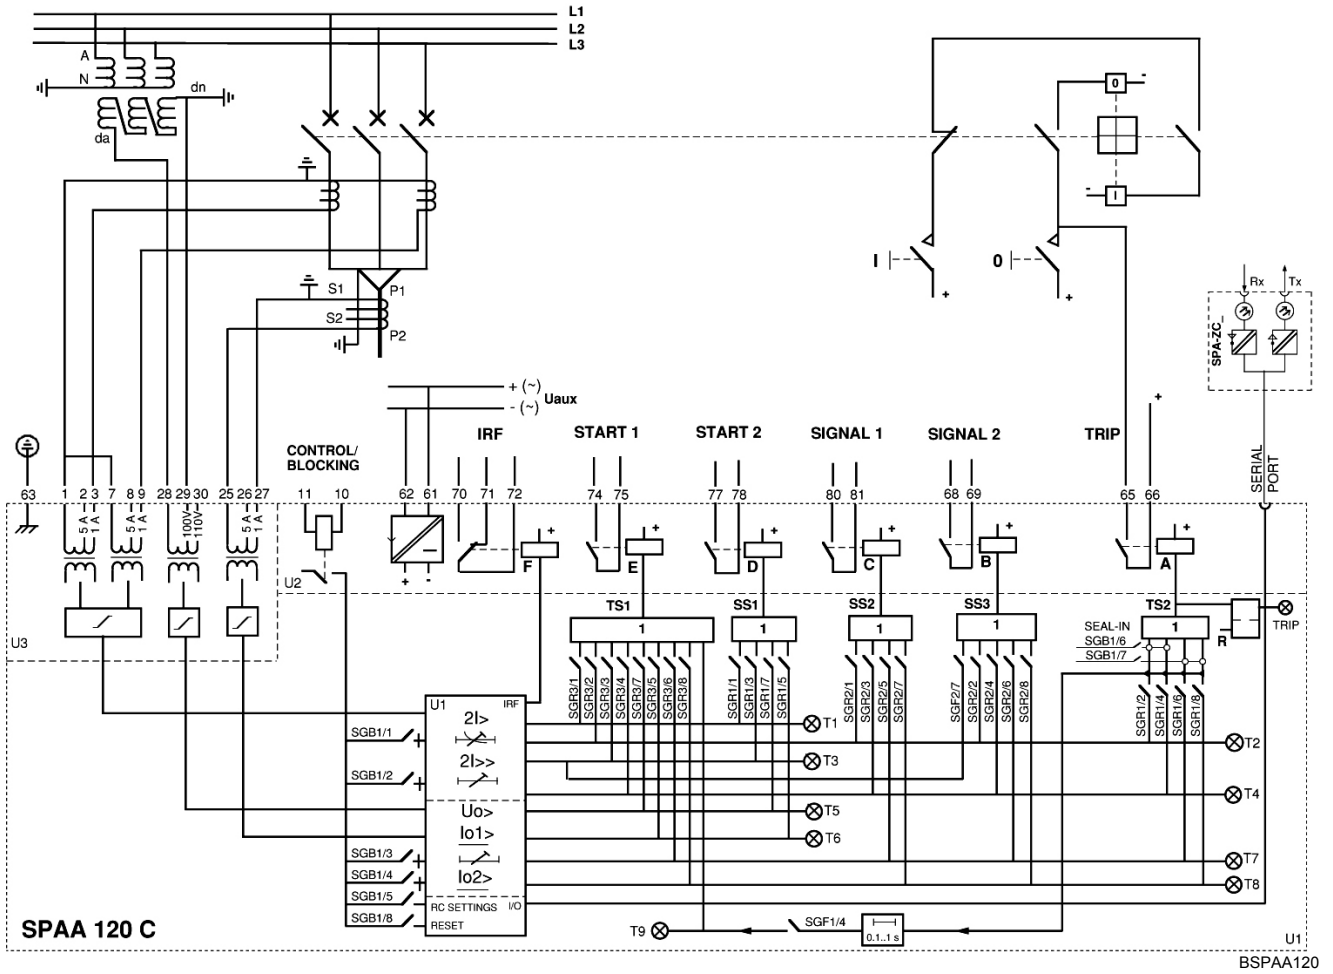 L1
L2
L3
A
N
dn
da
0
-
-
I
I
0
+
+
S1
P1
S2
P2
Rx
Tx
SPA-ZC_
+ (~)
Uaux
- (~)
+
CONTROL/
BLOCKING
IRF
START 1
START 2
SIGNAL 1
SIGNAL 2
TRIP
SERIAL
PORT
63
1
2
3
7
8
9
28
29
30
25
26
27
11
10
62
61
70
71
72
74
75
77
78
80
81
68
69
65
66
5 A
1 A
5 A
1 A
100V
110V
5 A
1 A
+
-
+
F
+
E
+
D
+
C
+
B
+
A
U2
U3
TS1
SS1
SS2
SS3
TS2
1
1
1
1
1
SEAL-IN
SGB1/6
SGB1/7
R
TRIP
SGR3/1
SGR3/2
SGR3/3
SGR3/4
SGR3/7
SGR3/5
SGR3/6
SGR3/8
SGR1/1
SGR1/3
SGR1/7
SGR1/5
SGR2/1
SGR2/3
SGR2/5
SGR2/7
SGF2/7
SGR2/2
SGR2/4
SGR2/6
SGR2/8
SGR1/2
SGR1/4
SGR1/6
SGR1/8
U1
IRF
2I>
2I>>
Uo>
Io1>
Io2>
RC SETTINGS
I/O
RESET
SGB1/1
SGB1/2
SGB1/3
SGB1/4
SGB1/5
SGB1/8
T1
T2
T3
T4
T5
T6
T7
T8
T9
SGF1/4
0.1..1 s
SPAA 120 C
U1
BSPAA120